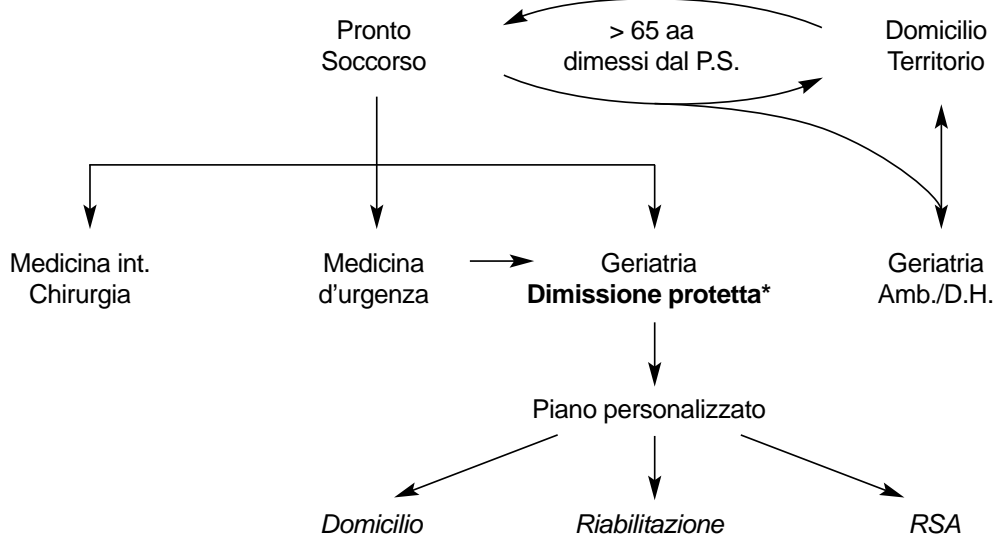 Pronto
Soccorso
> 65 aa
dimessi dal P.S.
Domicilio
Territorio
Medicina int.
Chirurgia
Medicina
d'urgenza
Geriatria
Dimissione protetta*
Geriatria
Amb./D.H.
Piano personalizzato
Domicilio
Riabilitazione
RSA